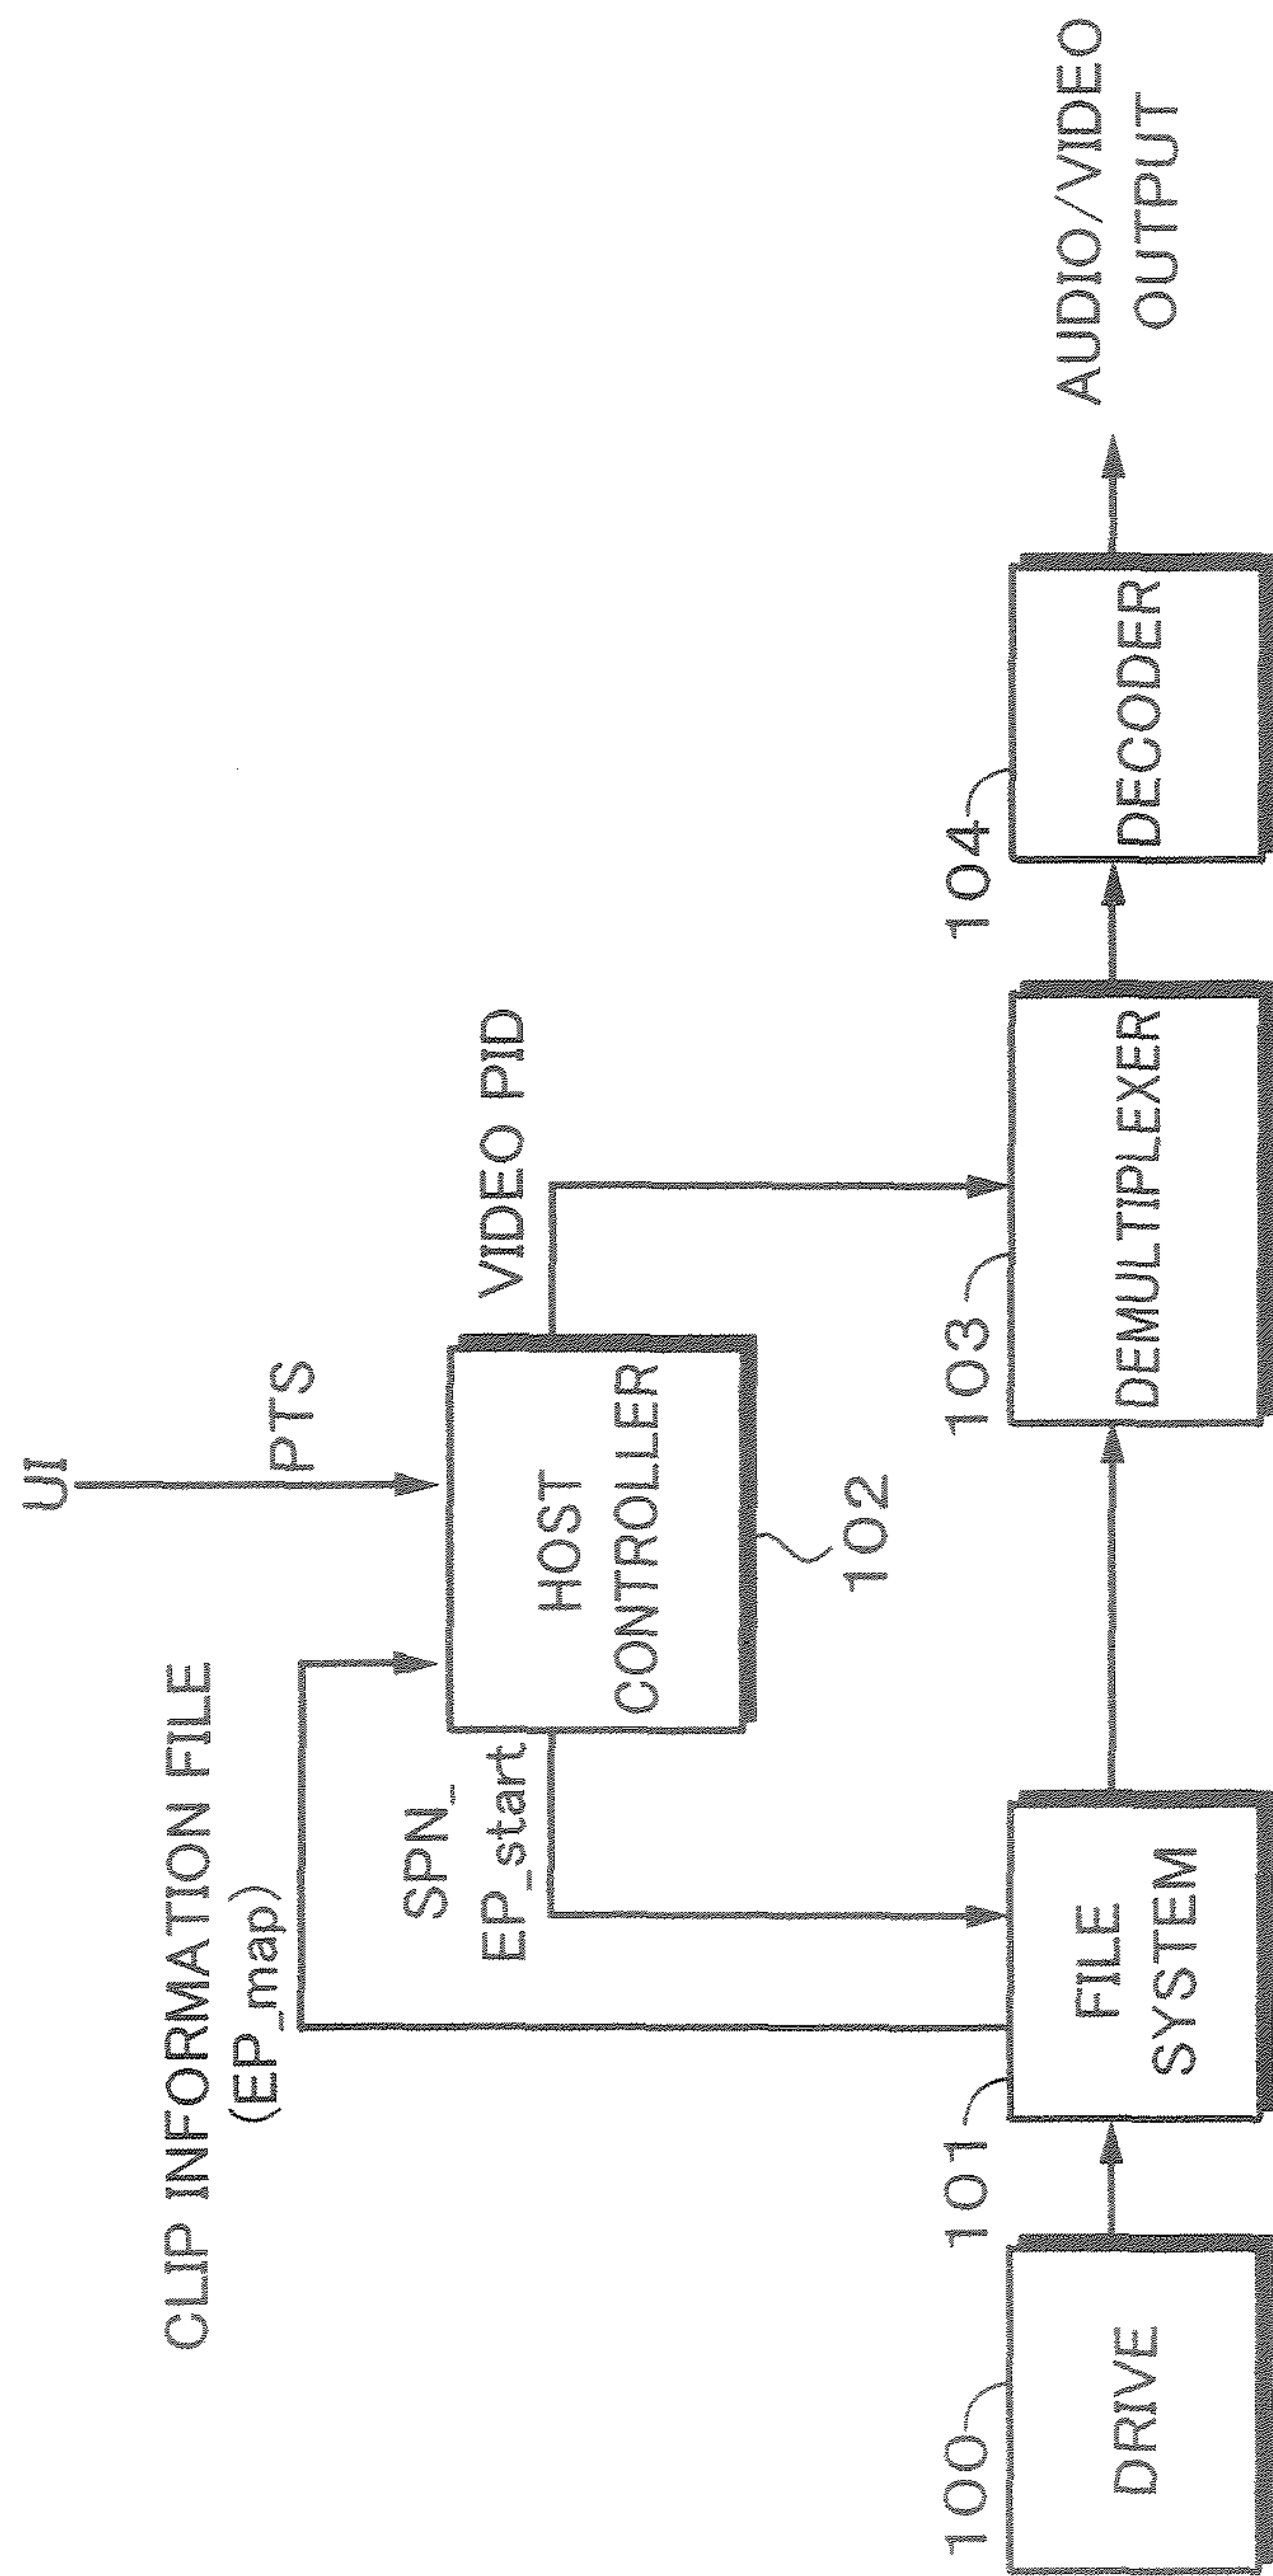 UI
PTS
CLIP INFORMATION FILE
(EP_map)
SPN_
EP_start
HOST
CONTROLLER
102
VIDEO PID
100
DRIVE
101
FILE
SYSTEM
103
DEMULTIPLEXER
104
DECODER
AUDIO/VIDEO
OUTPUT